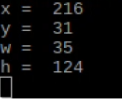 x =  216
y =  31
w =  35
h =  124